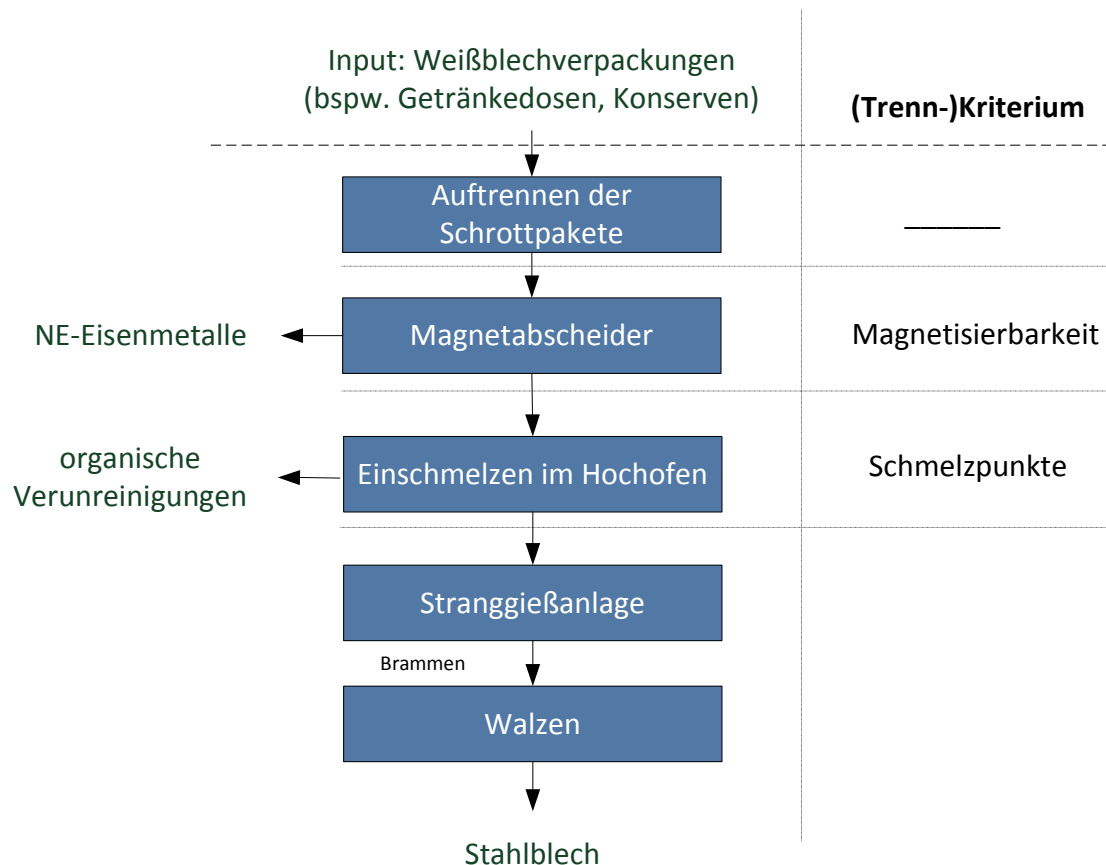 Input: Weißblechverpackungen
(bspw. Getränkedosen, Konserven)
(Trenn-)Kriterium
Auftrennen der
Schrottpakete
______
NE-Eisenmetalle
Magnetabscheider
Magnetisierbarkeit
organische
Verunreinigungen
Einschmelzen im Hochofen
Schmelzpunkte
Stranggießanlage
Brammen
Walzen
Stahlblech